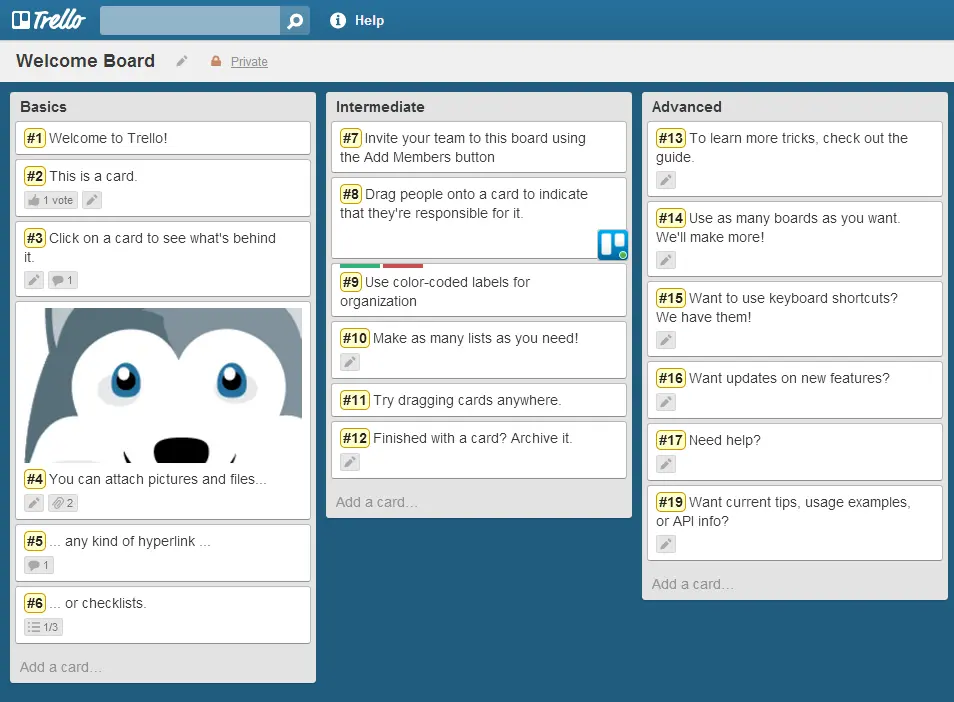 Trello
Help
Welcome Board
Private
Basics
#1 Welcome to Trello!
#2 This is a card.
1 vote
#3 Click on a card to see what's behind
it.
1
#4 You can attach pictures and files...
2
#5 ... any kind of hyperlink ...
1
#6 ... or checklists.
1/3
Add a card...
Intermediate
#7 Invite your team to this board using
the Add Members button
#8 Drag people onto a card to indicate
that they're responsible for it.
#9 Use color-coded labels for
organization
#10 Make as many lists as you need!
#11 Try dragging cards anywhere.
#12 Finished with a card? Archive it.
Add a card...
Advanced
#13 To learn more tricks, check out the
guide.
#14 Use as many boards as you want.
We'll make more!
#15 Want to use keyboard shortcuts?
We have them!
#16 Want updates on new features?
#17 Need help?
#19 Want current tips, usage examples,
or API info?
Add a card...